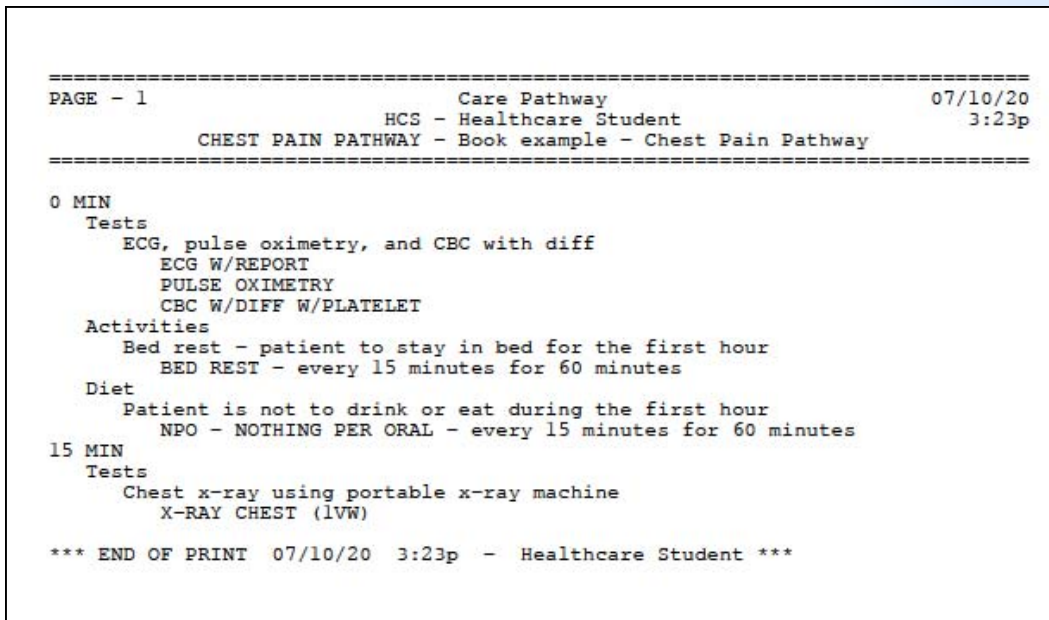 ================================================================================
PAGE - 1 Care Pathway 07/10/20
HCS - Healthcare Student 3:23p
CHEST PAIN PATHWAY - Book example - Chest Pain Pathway
================================================================================
0 MIN
Tests
ECG, pulse oximetry, and CBC with diff
ECG W/REPORT
PULSE OXIMETRY
CBC W/DIFF W/PLATELET
Activities
Bed rest - patient to stay in bed for the first hour
BED REST - every 15 minutes for 60 minutes
Diet
Patient is not to drink or eat during the first hour
NPO - NOTHING PER ORAL - every 15 minutes for 60 minutes
15 MIN
Tests
Chest x-ray using portable x-ray machine
X-RAY CHEST (1VW)
*** END OF PRINT 07/10/20 3:23p - Healthcare Student ***